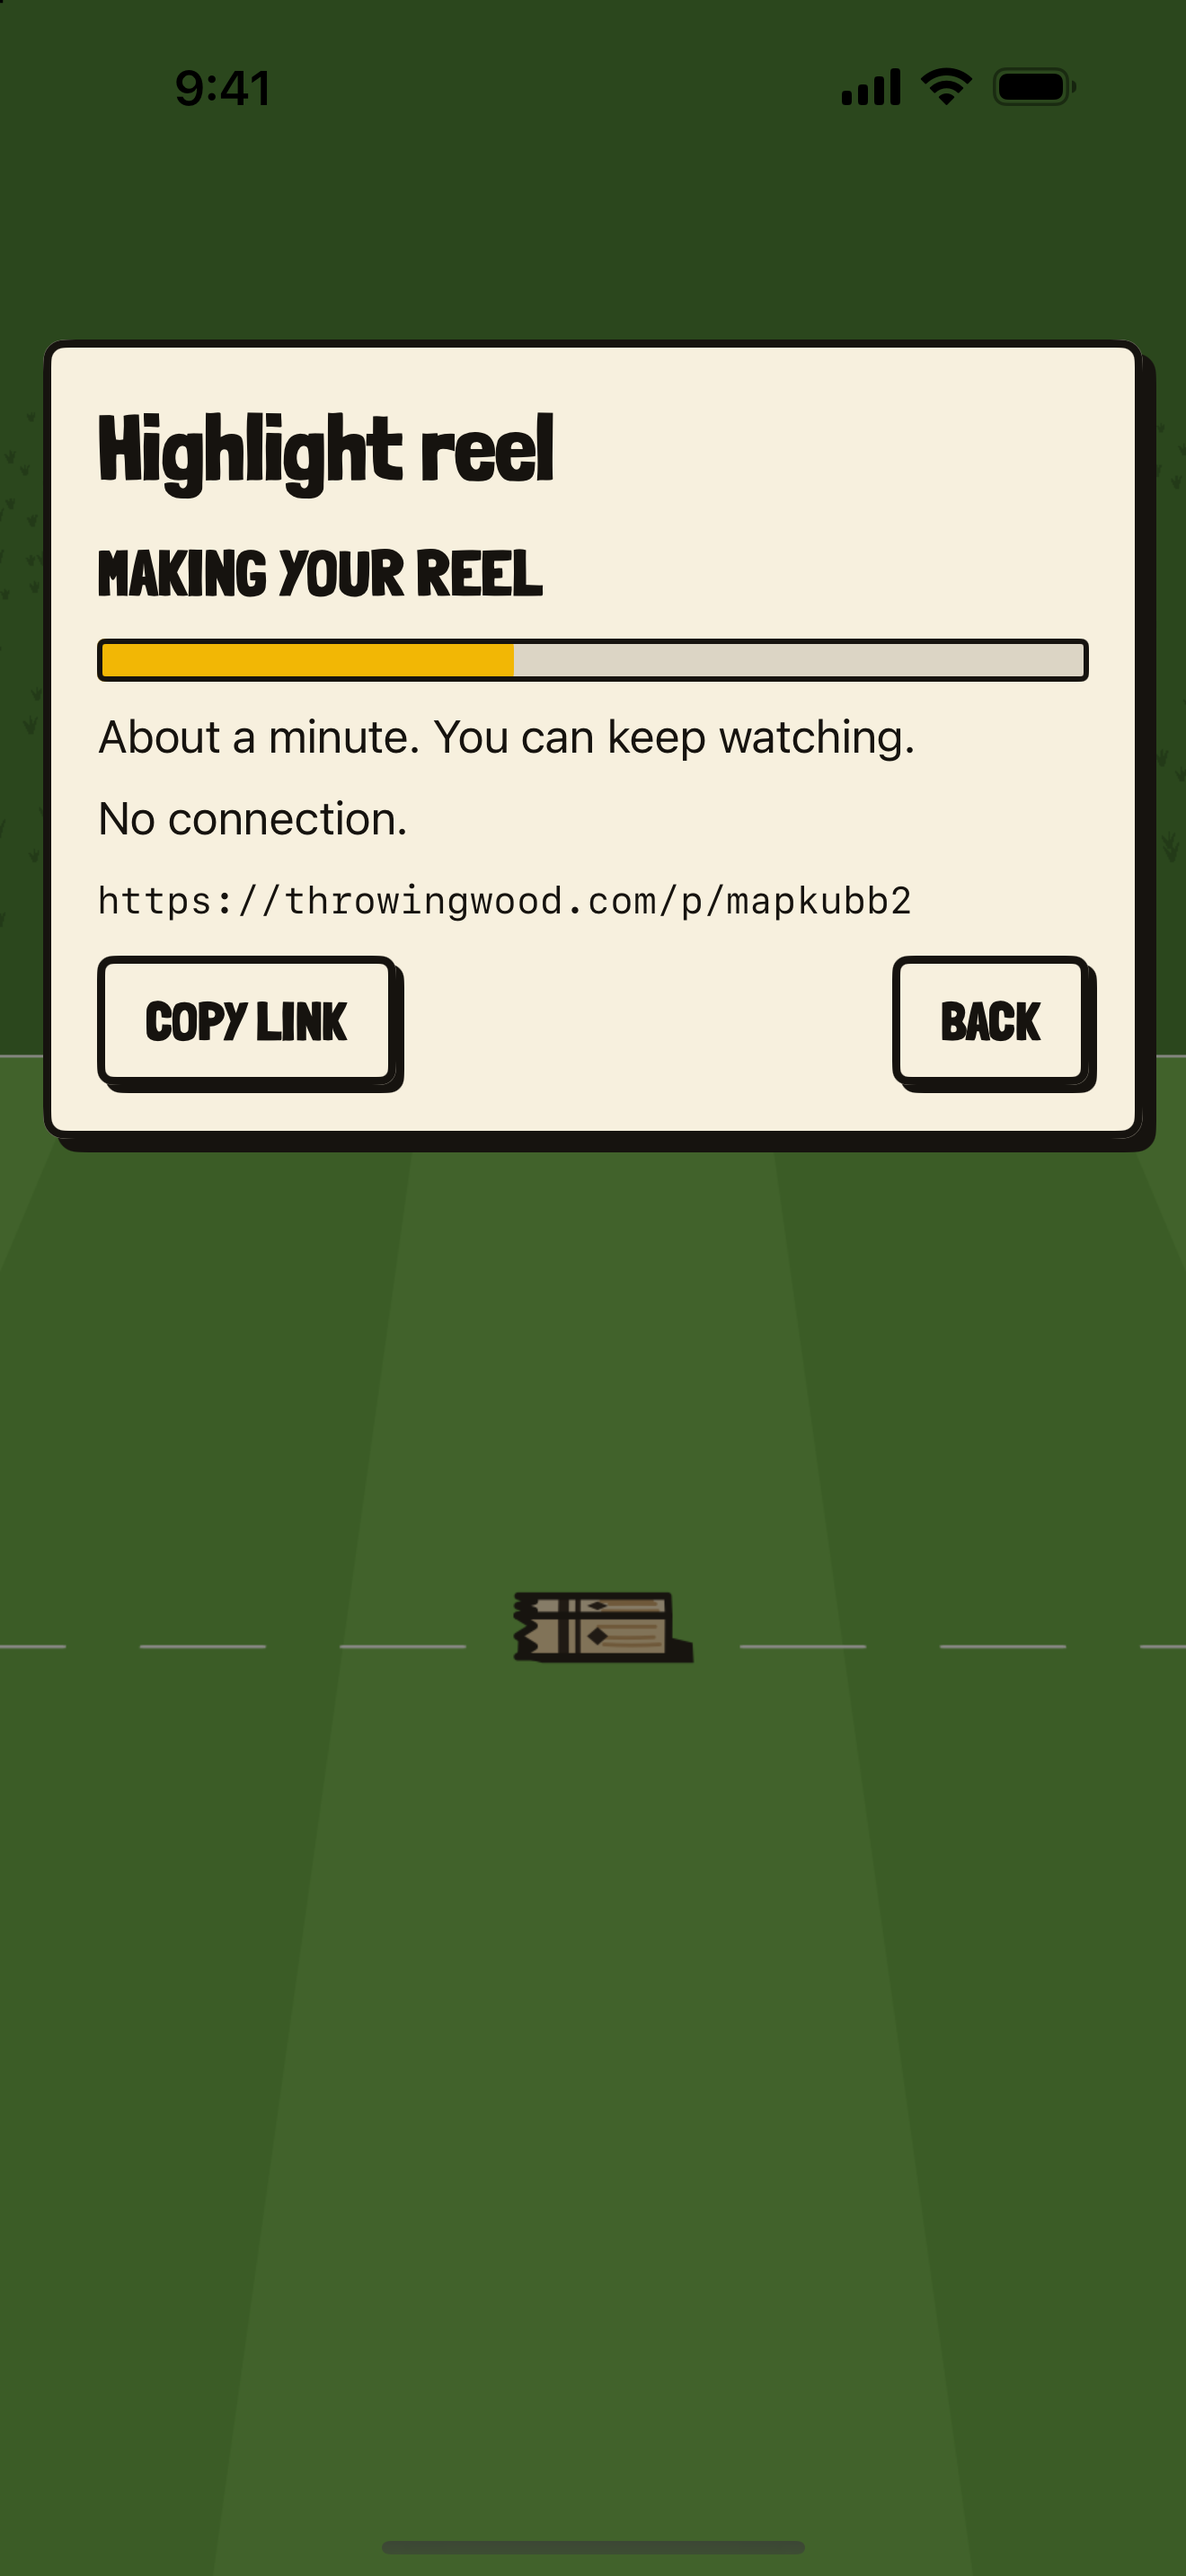 9:41
Highlight reel
MAKING YOUR REEL
About a minute. You can keep watching.
No connection.
https://throwingwood.com/p/mapkubb2
COPY LINK
BACK